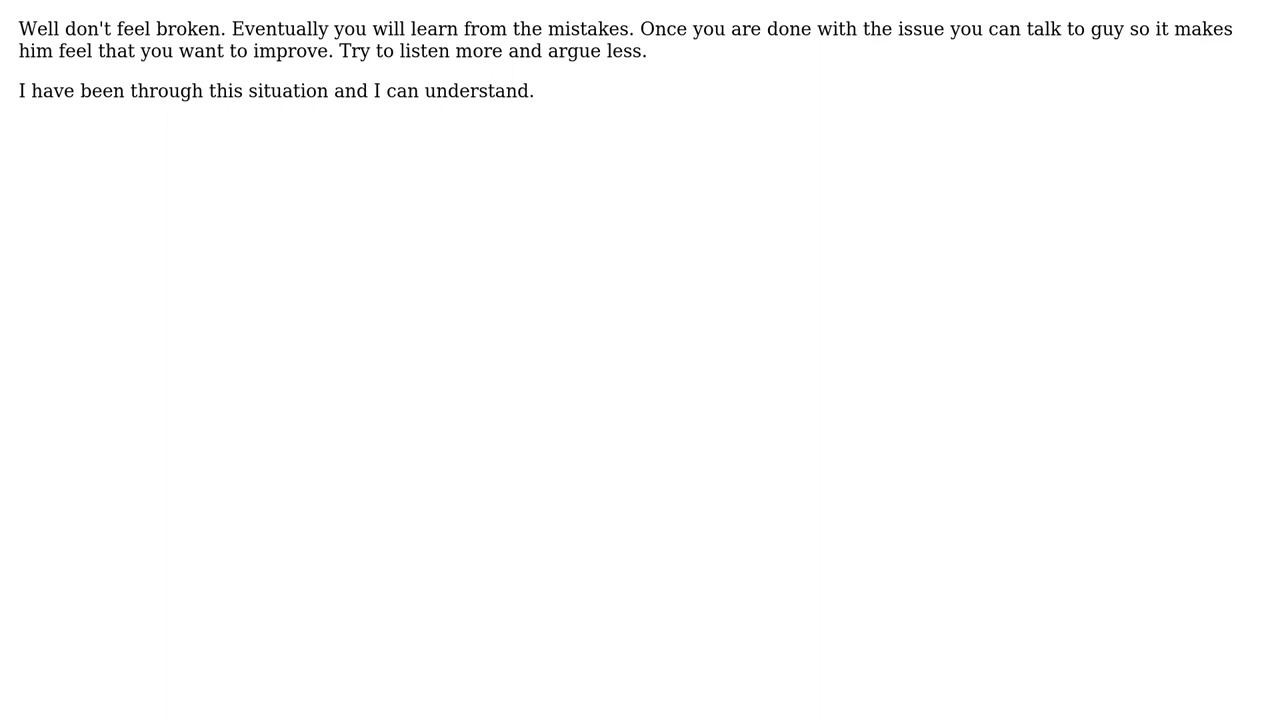 Well don't feel broken. Eventually you will learn from the mistakes. Once you are done with the issue you can talk to guy so it makes
him feel that you want to improve. Try to listen more and argue less.
I have been through this situation and I can understand.